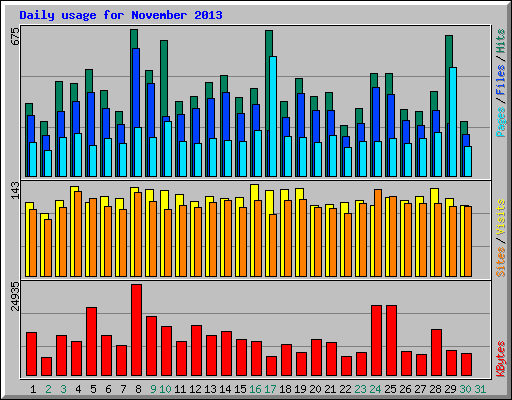 Daily usage for November 2013
675
Pages / Files / Hits
143
Sites / Visits
24935
KBytes
1 2 3 4 5 6 7 8 9 10 11 12 13 14 15 16 17 18 19 20 21 22 23 24 25 26 27 28 29 30 31